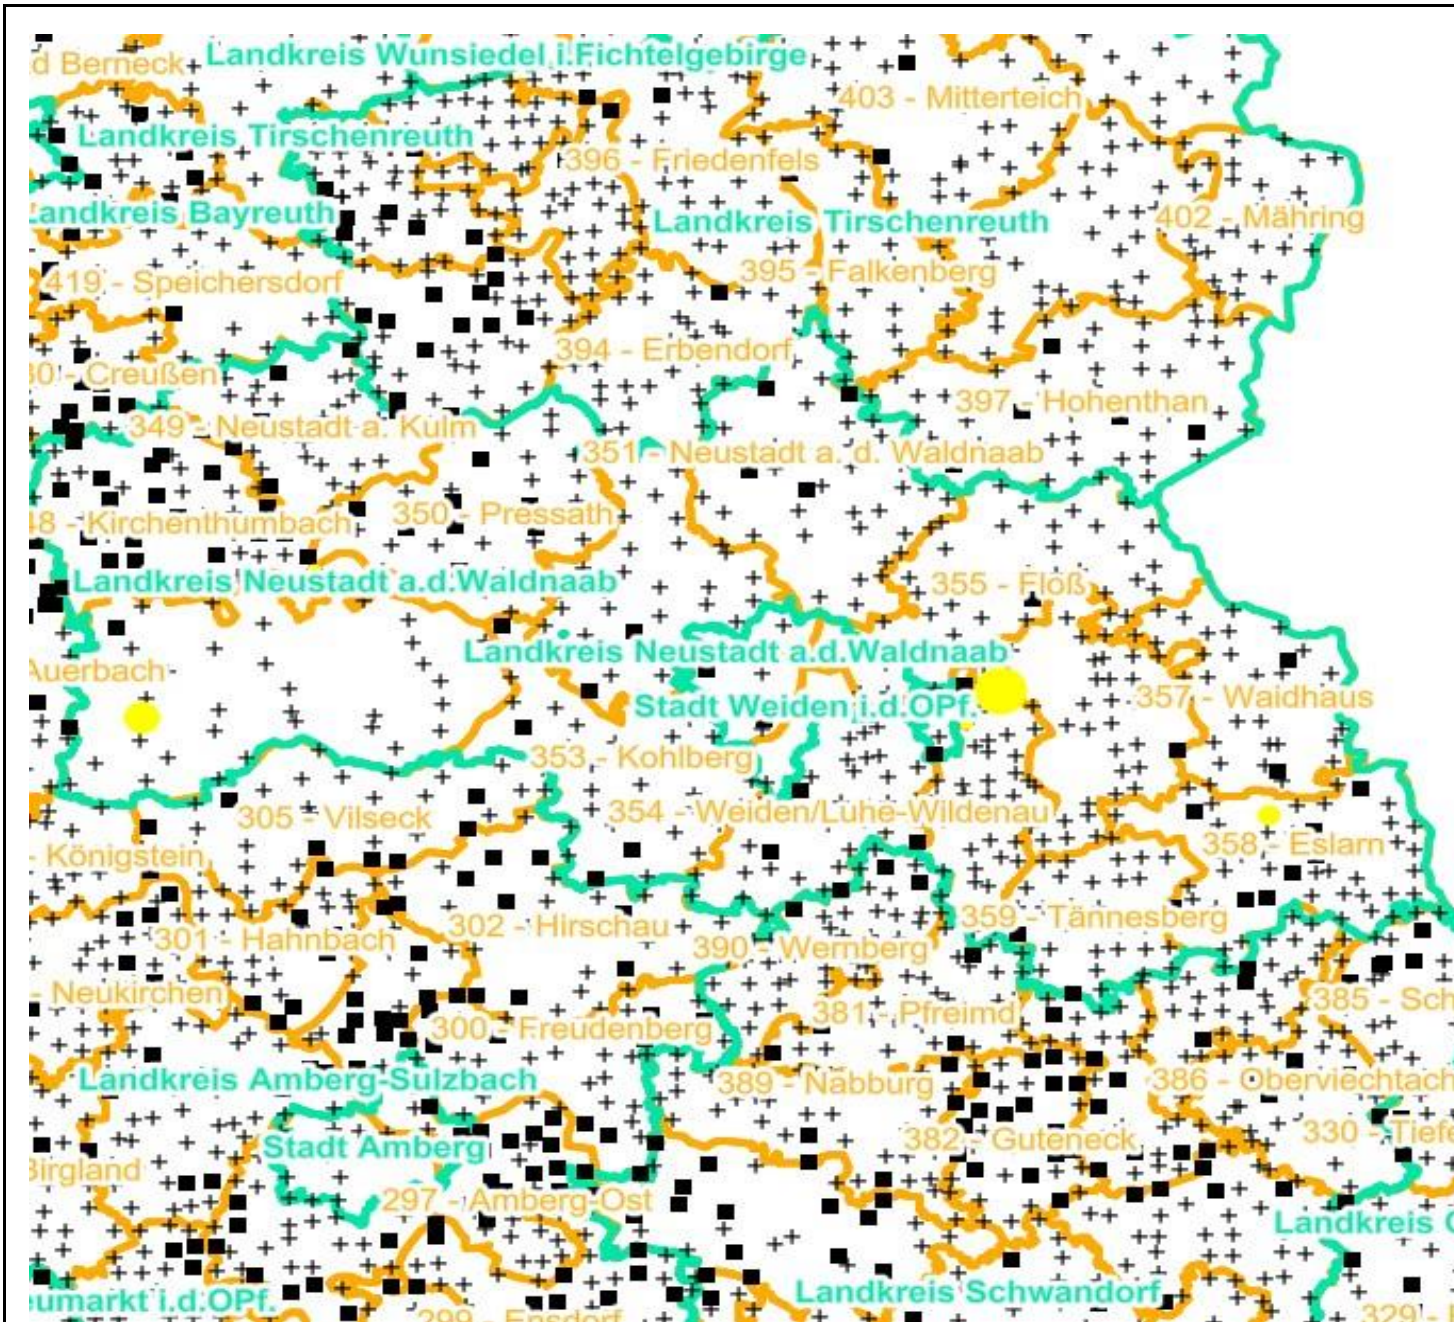 Landkreis Wunsiedel i.Fichtelgebirge
d Berneck
403 - Mitterteich
Landkreis Tirschenreuth
396 - Friedenfels
Landkreis Bayreuth
Landkreis Tirschenreuth
402 - Mähring
395 - Falkenberg
419 - Speichersdorf
394 - Erbendorf
30 - Creußen
397 - Hohenthan
349 - Neustadt a. Kulm
351 - Neustadt a. d. Waldnaab
48 - Kirchenthumbach
350 - Pressath
Landkreis Neustadt a.d.Waldnaab
355 - Floß
Landkreis Neustadt a.d.Waldnaab
Auerbach
357 - Waidhaus
Stadt Weiden i.d.OPf.
353 - Kohlberg
354 - Weiden/Luhe-Wildenau
305 - Vilseck
358 - Eslarn
- Königstein
359 - Tännesberg
302 - Hirschau
301 - Hahnbach
390 - Wernberg
- Neukirchen
385 - Sch
381 - Pfreimd
300 - Freudenberg
Landkreis Amberg-Sulzbach
389 - Nabburg
386 - Oberviechtach
330 - Tiefe
382 - Guteneck
Stadt Amberg
Birgland
297 - Amberg-Ost
Landkreis C
Landkreis Schwandorf
eumarkt i.d.OPf.
299 - Ensdorf
329 -